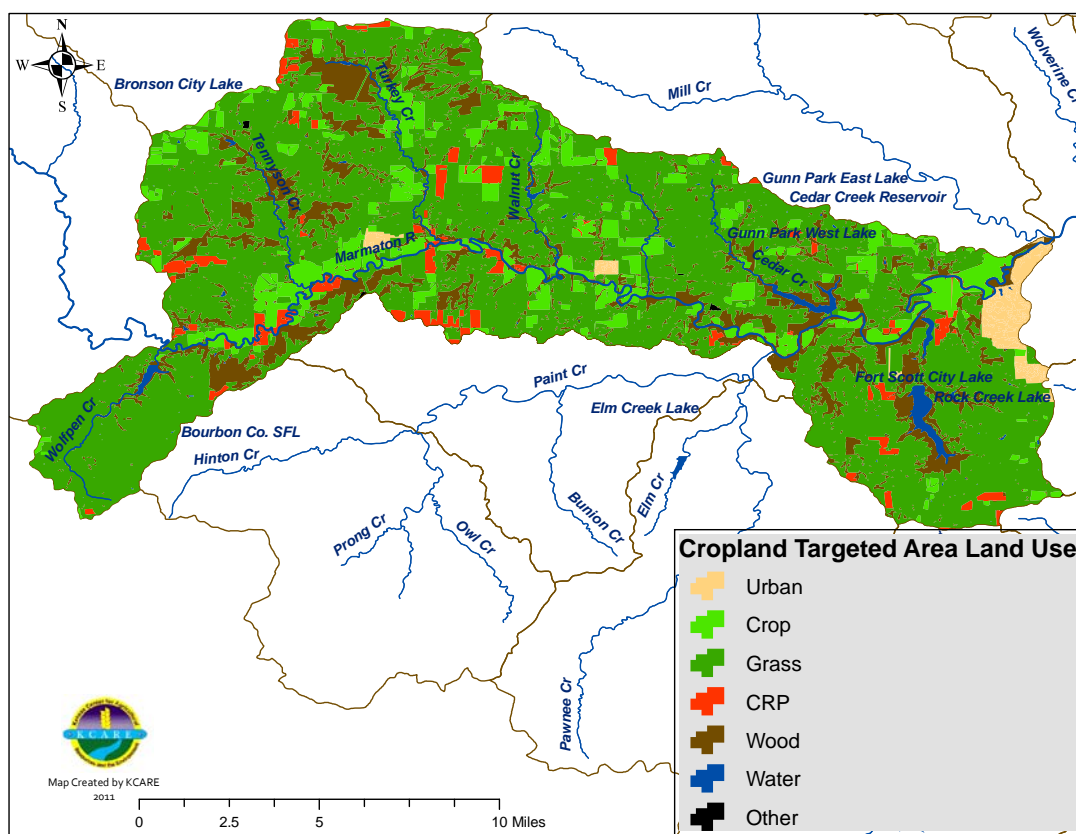 N
W E
S
Bronson City Lake
Turkey Cr
Tennyson Cr
Walnut Cr
Mill Cr
Wolverine Cr
Gunn Park East Lake
Cedar Creek Reservoir
Gunn Park West Lake
Cedar Cr
Marmaton R
Wolfpen Cr
Bourbon Co. SFL
Hinton Cr
Paint Cr
Elm Creek Lake
Fort Scott City Lake
Rock Creek Lake
Prong Cr
Owl Cr
Bunion Cr
Elm Cr
Pawnee Cr
Cropland Targeted Area Land Use
Urban
Crop
Grass
CRP
Wood
Water
Other
KCARE
Map Created by KCARE
2011
0 2.5 5 10 Miles